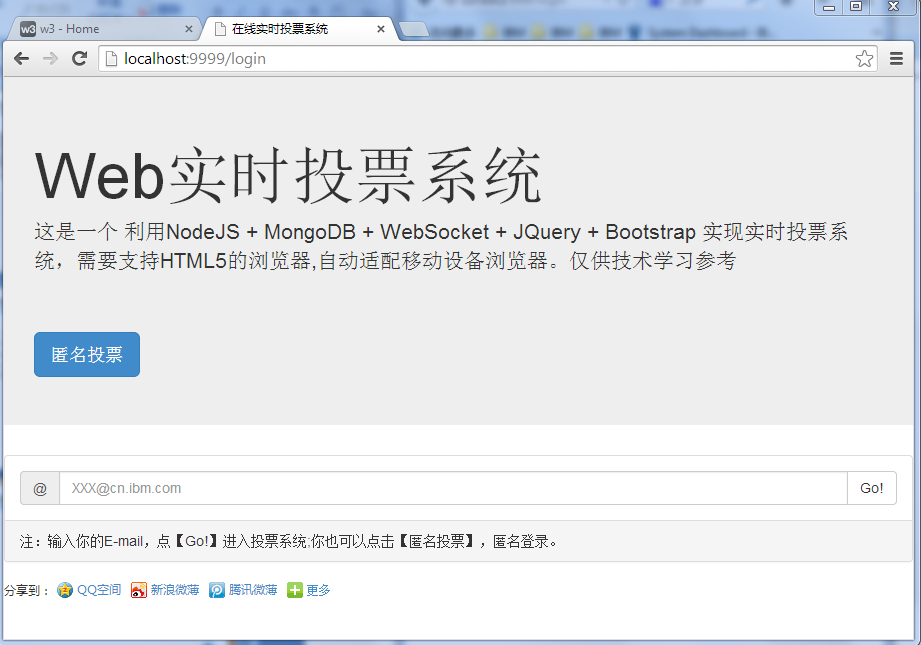 w3 w3 - Home
在线实时投票系统
localhost:9999/login
Web实时投票系统
这是一个 利用NodeJS + MongoDB + WebSocket + JQuery + Bootstrap 实现实时投票系
统，需要支持HTML5的浏览器,自动适配移动设备浏览器。仅供技术学习参考
匿名投票
@ XXX@cn.ibm.com Go!
注：输入你的E-mail，点【Go!】进入投票系统;你也可以点击【匿名投票】，匿名登录。
分享到： QQ空间 新浪微薄 腾讯微薄 更多